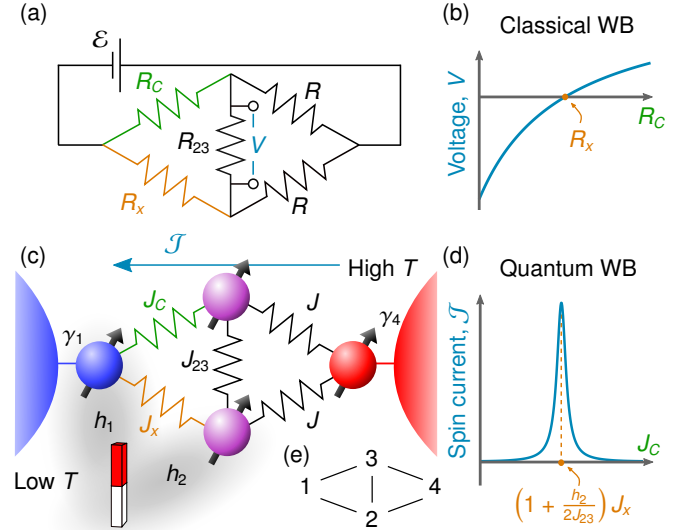 (a)
ℰ
R_C
R
R_23
V
R_x
R
(b)
Classical WB
Voltage, V
R_C
R_x
(c)
𝒥
High T
J_C
J
γ_1
γ_4
J_23
J_x
J
h_1
h_2
Low T
(d)
Quantum WB
Spin current, 𝒥
J_C
(1 + h_2/2J_23) J_x
(e)
3
1
4
2